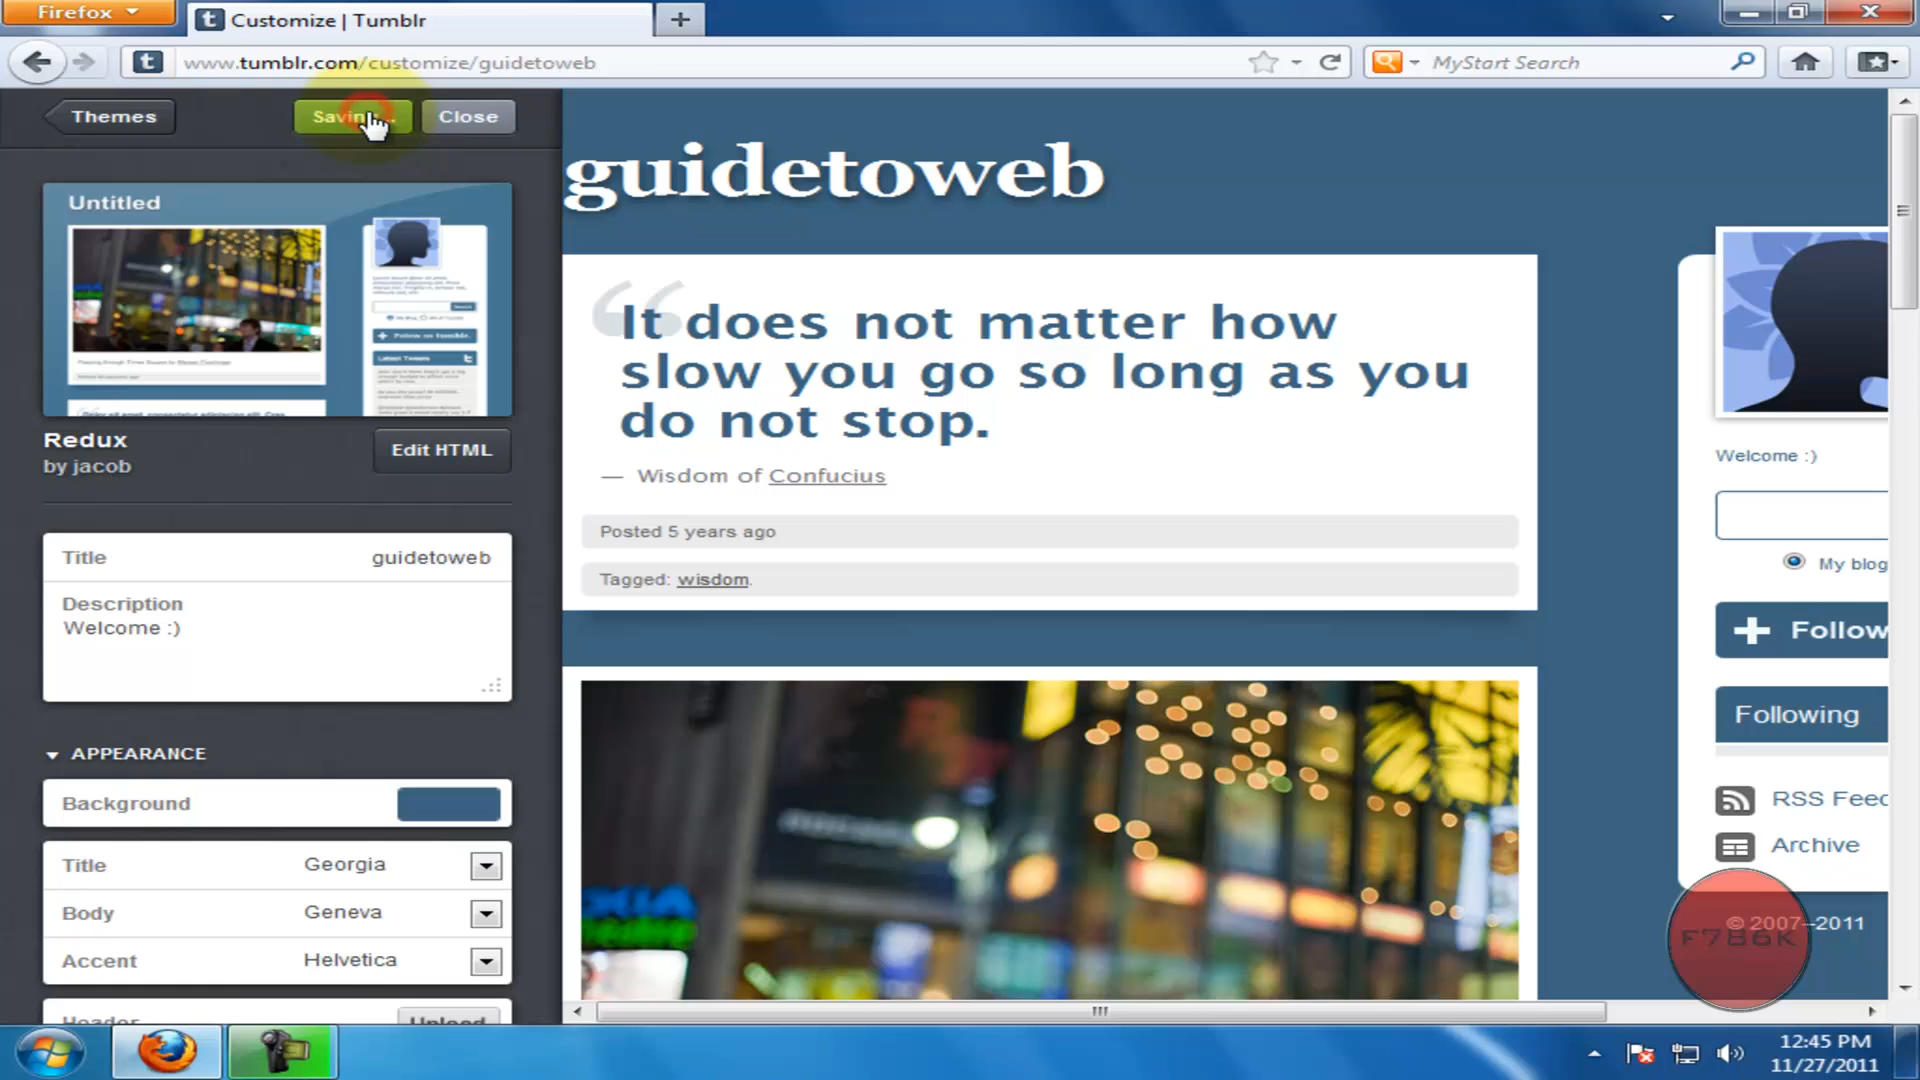 Firefox
Customize | Tumblr
www.tumblr.com/customize/guidetoweb
MyStart Search
Themes
Close
Untitled
Redux
by jacob
Edit HTML
Title guidetoweb
Description
Welcome :)
APPEARANCE
Background
Title Georgia
Body Geneva
Accent Helvetica
Header Upload
guidetoweb
It does not matter how
slow you go so long as you
do not stop.
— Wisdom of Confucius
Posted 5 years ago
Tagged: wisdom.
Welcome :)
My blog
Follow
Following
RSS Feed
Archive
© 2007–2011
F786K
12:45 PM
11/27/2011